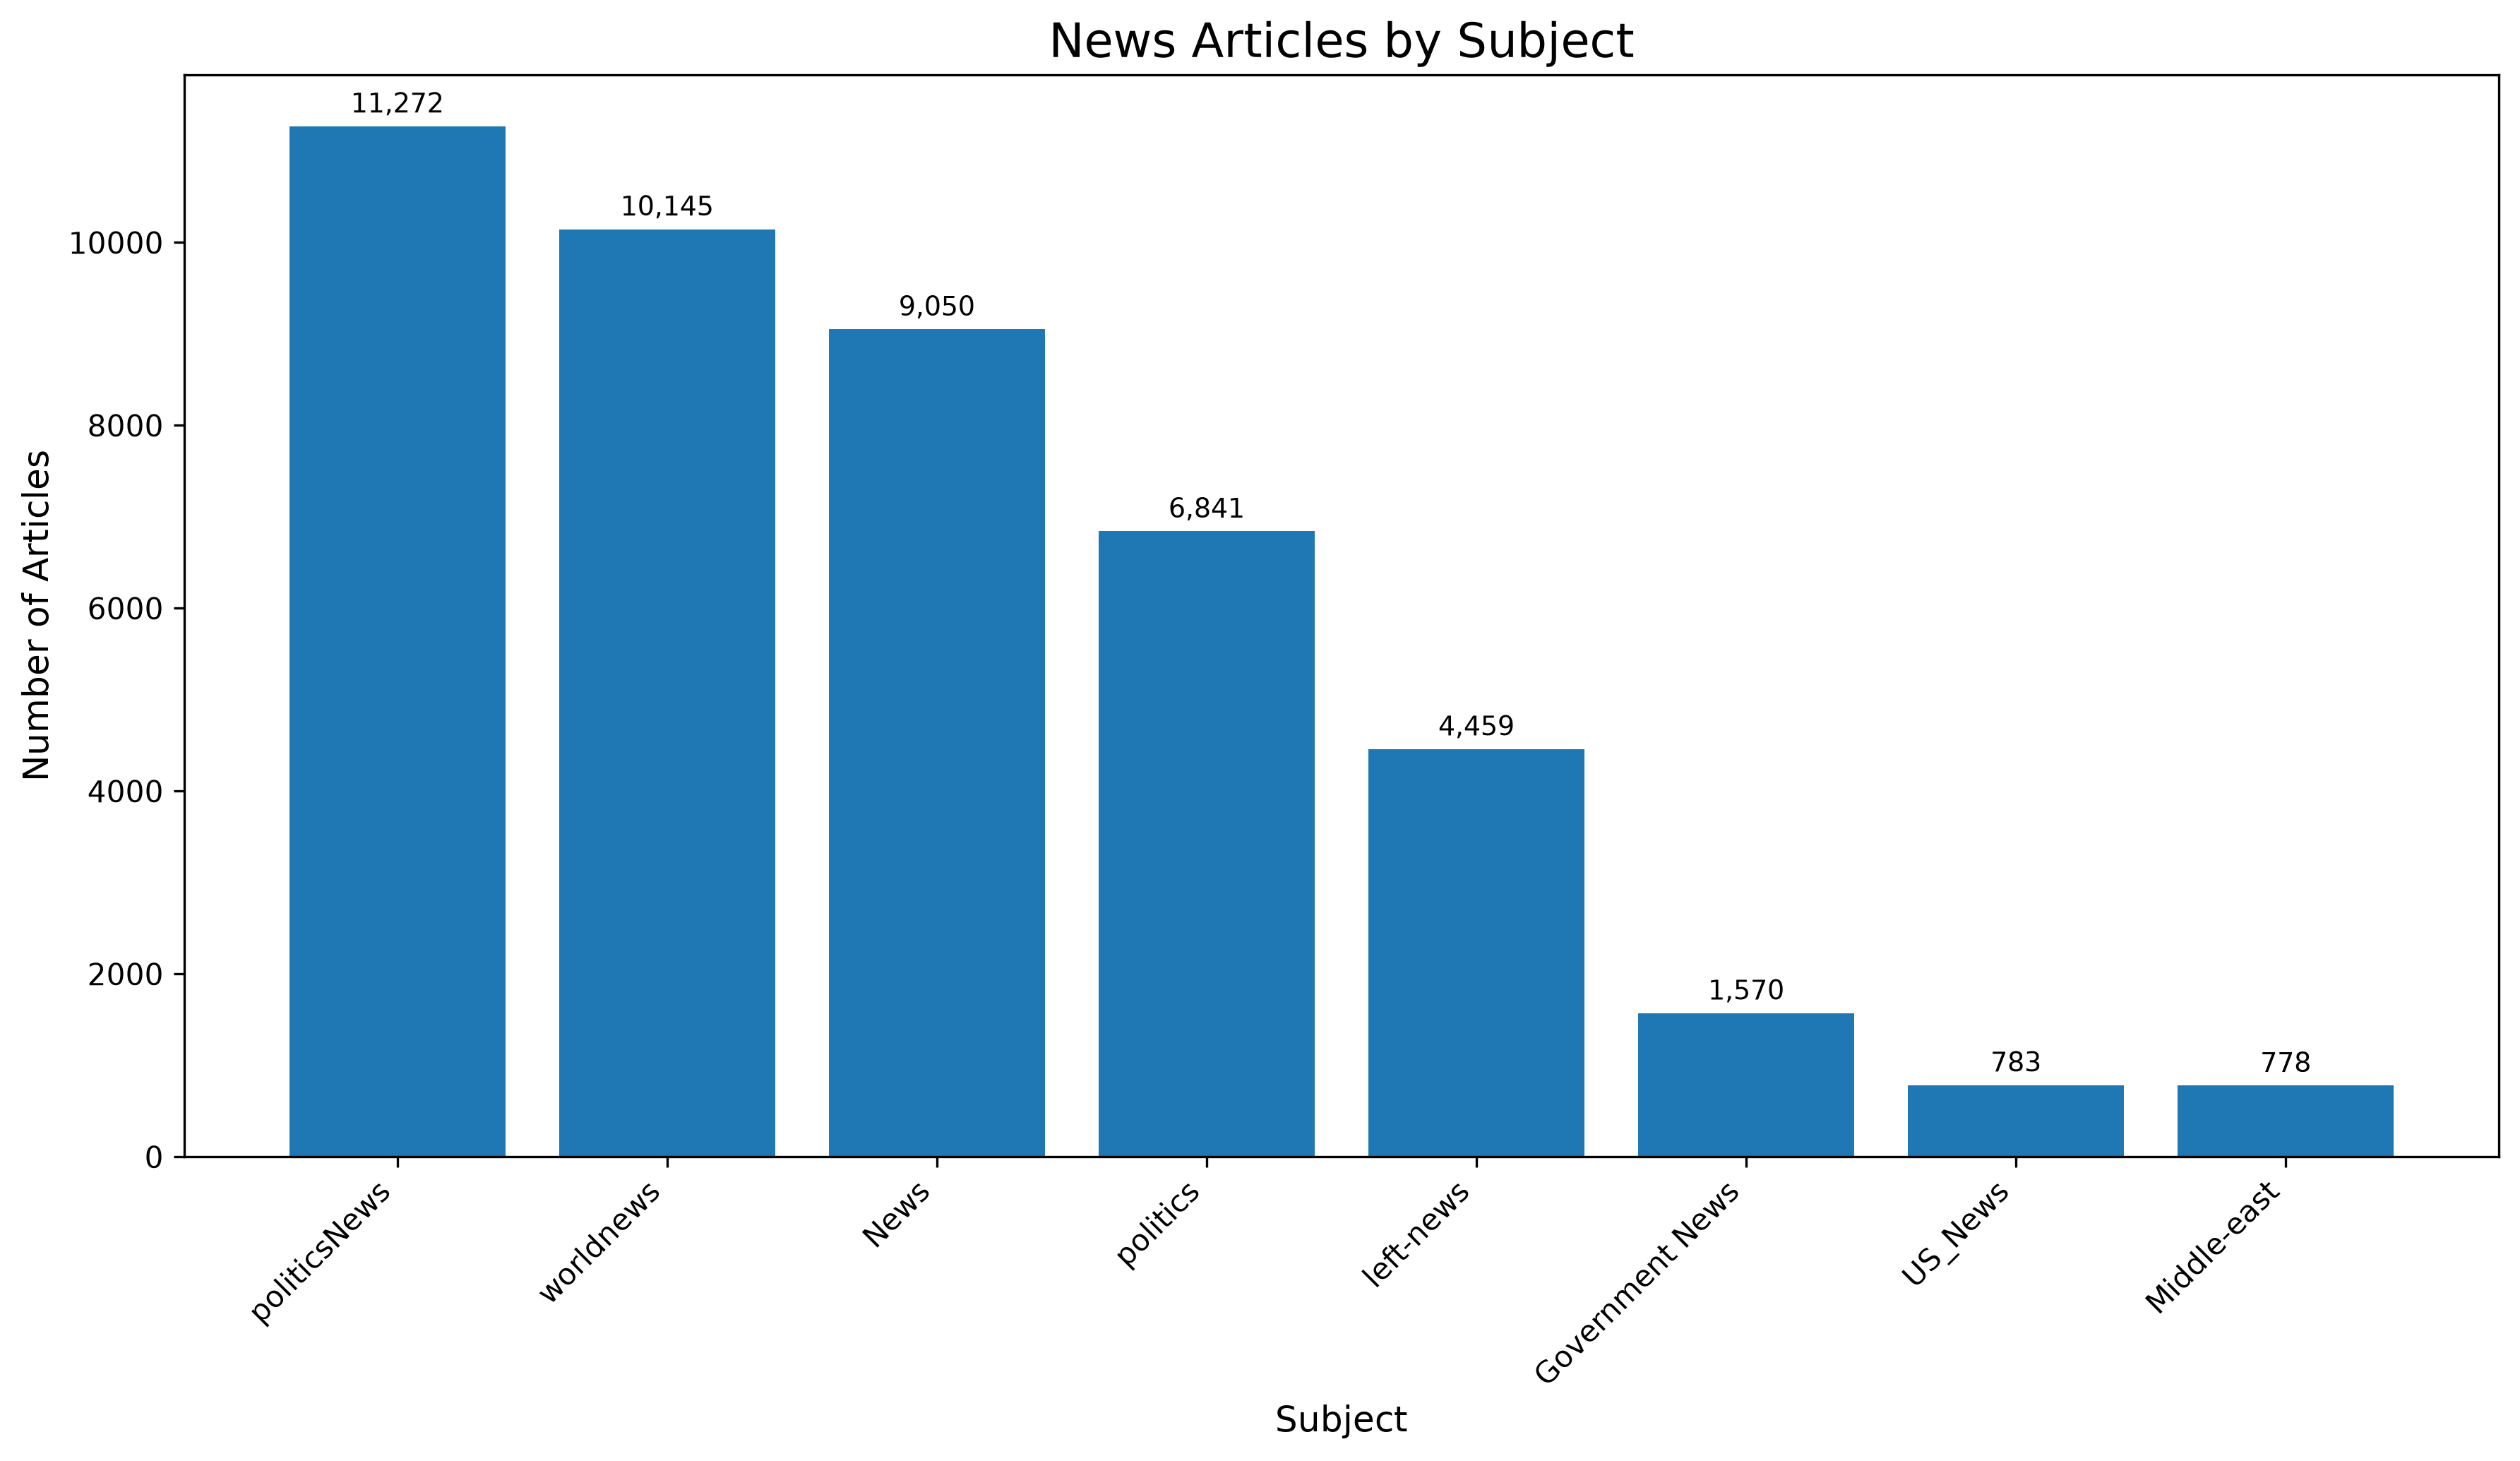 News Articles by Subject
11,272
10,145
9,050
6,841
4,459
1,570
783
778
10000
8000
6000
4000
2000
0
Number of Articles
politicsNews
worldnews
News
politics
left-news
Government News
US_News
Middle-east
Subject